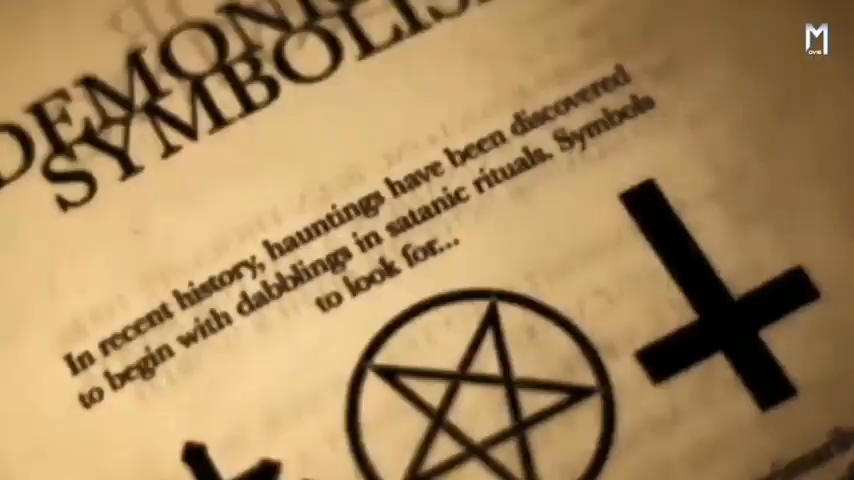 DEMONIC
SYMBOLISM
In recent history, hauntings have been discovered
to begin with dabblings in satanic rituals. Symbols
to look for...
M
OVIE